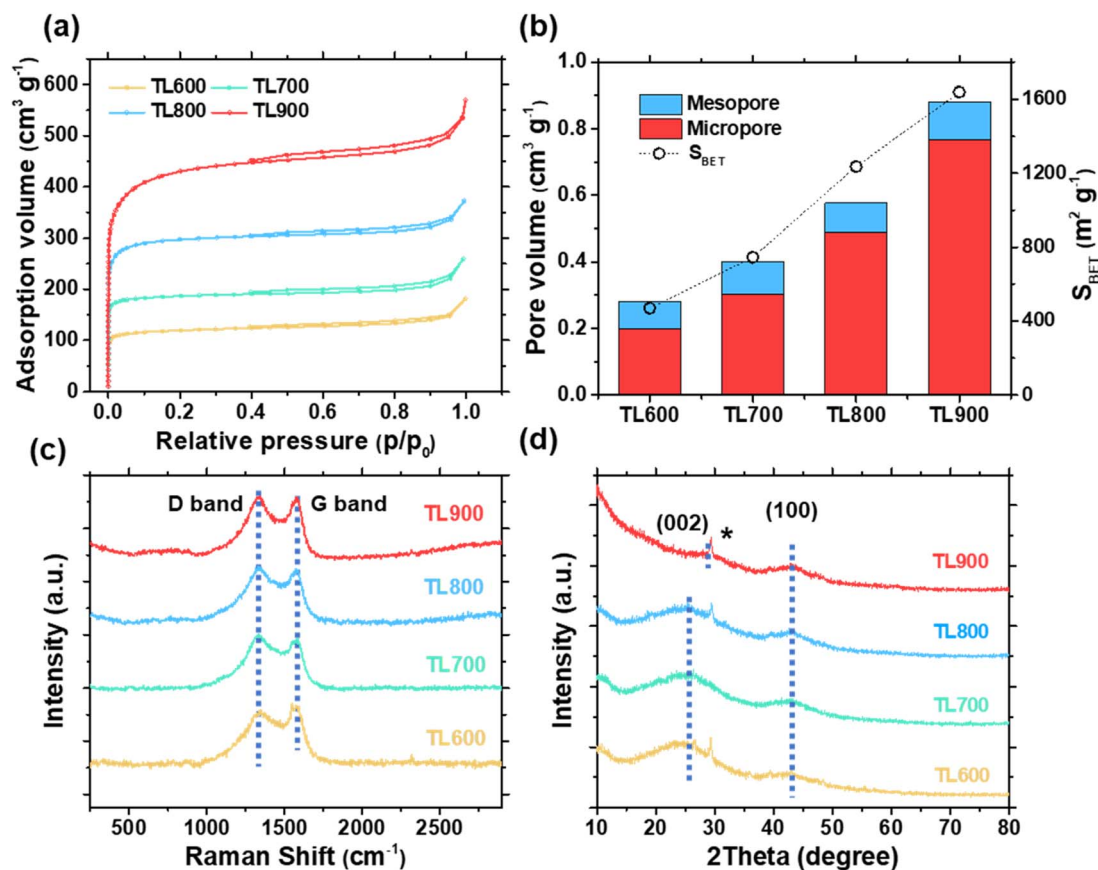 (a)
Adsorption volume (cm³ g⁻¹)
600
500
400
300
200
100
0
TL600 TL700
TL800 TL900
0.0 0.2 0.4 0.6 0.8 1.0
Relative pressure (p/p₀)
(b)
Pore volume (cm³ g⁻¹)
1.0
0.8
0.6
0.4
0.2
0.0
Mesopore
Micropore
S_BET
1600
1200
800
400
0
S_BET (m² g⁻¹)
TL600 TL700 TL800 TL900
(c)
Intensity (a.u.)
D band G band
TL900
TL800
TL700
TL600
500 1000 1500 2000 2500
Raman Shift (cm⁻¹)
(d)
Intensity (a.u.)
(002) * (100)
TL900
TL800
TL700
TL600
10 20 30 40 50 60 70 80
2Theta (degree)